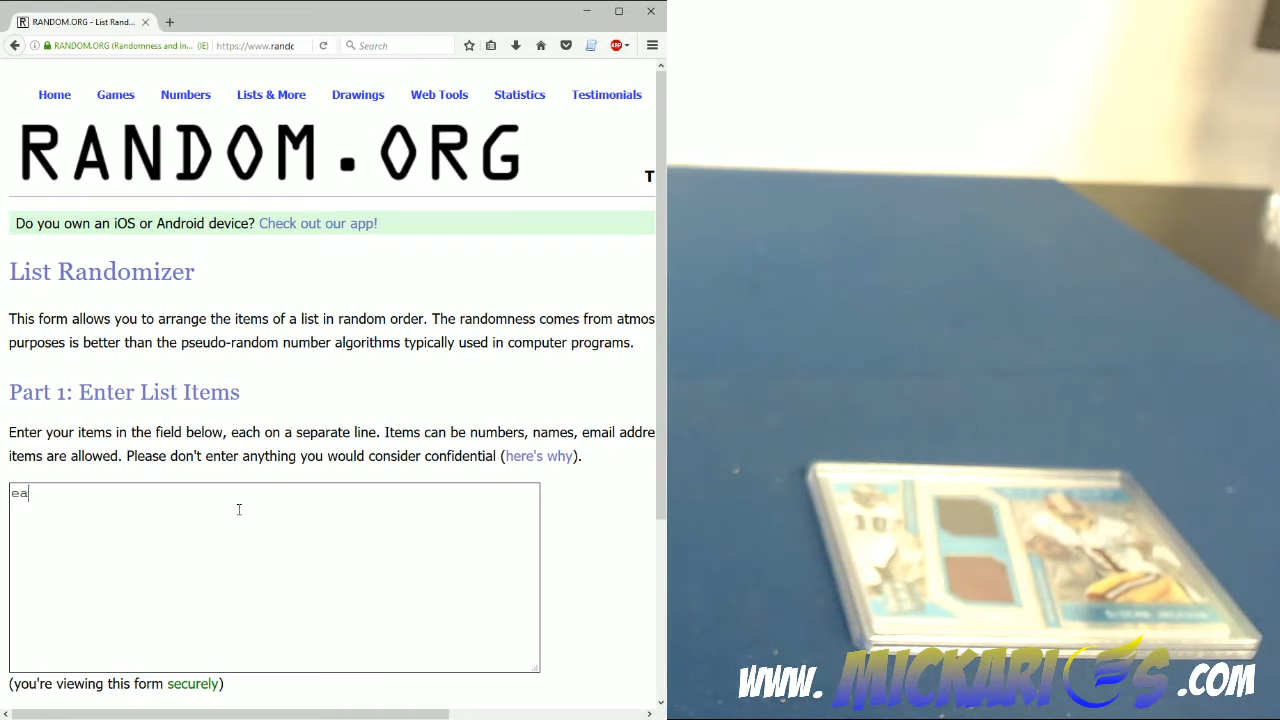 RANDOM.ORG - List Rand...
RANDOM.ORG (Randomness and In... (IE) https://www.rand Search ABP
Home Games Numbers Lists & More Drawings Web Tools Statistics Testimonials
RANDOM.ORG
T
Do you own an iOS or Android device? Check out our app!
List Randomizer
This form allows you to arrange the items of a list in random order. The randomness comes from atmos
purposes is better than the pseudo-random number algorithms typically used in computer programs.
Part 1: Enter List Items
Enter your items in the field below, each on a separate line. Items can be numbers, names, email addre
items are allowed. Please don't enter anything you would consider confidential (here's why).
ea
(you're viewing this form securely)
10
www.MICKARIES.com